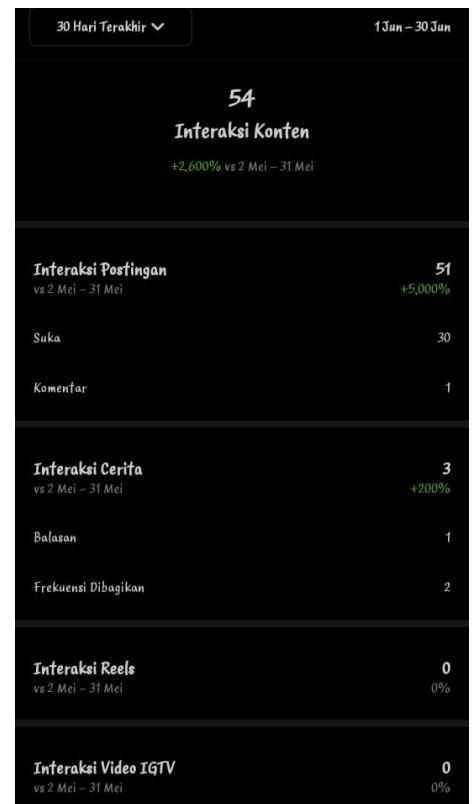 30 Hari Terakhir
1 Jun – 30 Jun
54
Interaksi Konten
+2,600% vs 2 Mei – 31 Mei
Interaksi Postingan
51
vs 2 Mei – 31 Mei
+5,000%
Suka
30
Komentar
1
Interaksi Cerita
3
vs 2 Mei – 31 Mei
+200%
Balasan
1
Frekuensi Dibagikan
2
Interaksi Reels
0
vs 2 Mei – 31 Mei
0%
Interaksi Video IGTV
0
vs 2 Mei – 31 Mei
0%